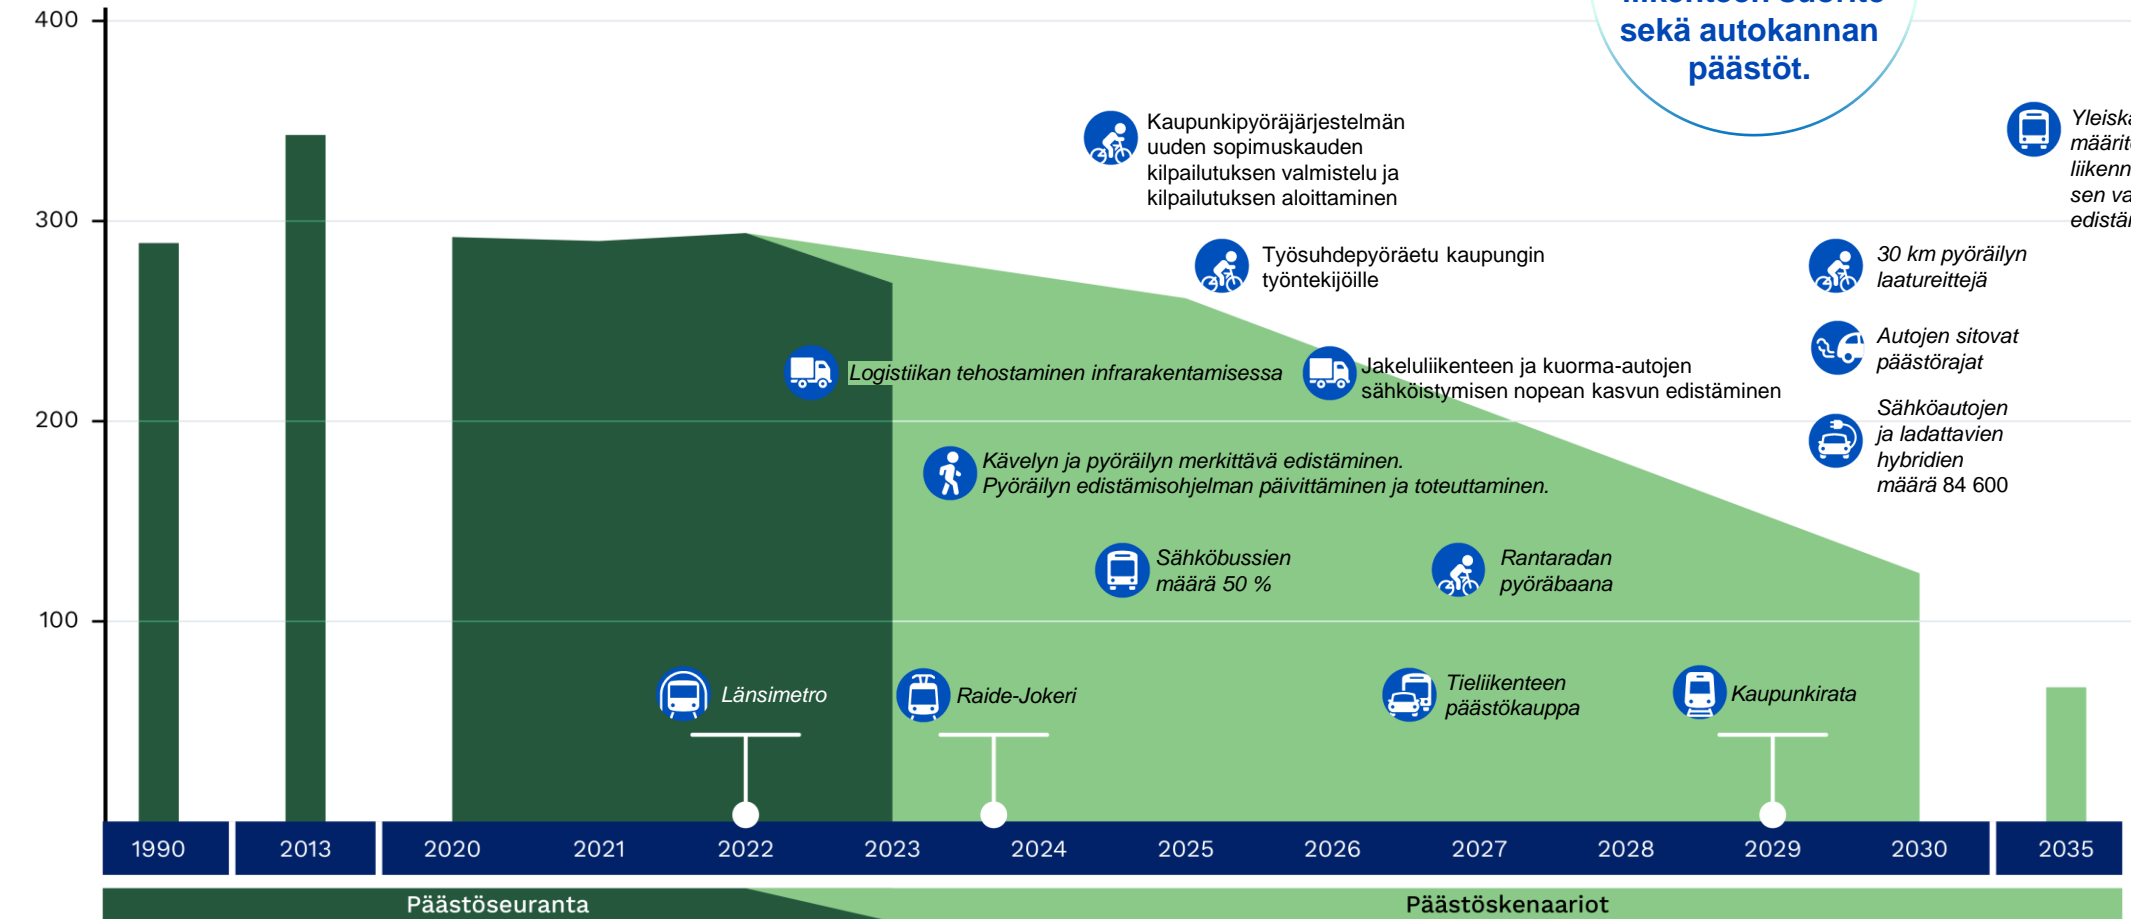 sekä autokannan
päästöt.
400
300
200
100
Kaupunkipyöräjärjestelmän
uuden sopimuskauden
kilpailutuksen valmistelu ja
kilpailutuksen aloittaminen
Työsuhdepyöräetu kaupungin
työntekijöille
30 km pyöräilyn
laatureittejä
Autojen sitovat
päästörajat
Logistiikan tehostaminen infrarakentamisessa
Jakeluliikenteen ja kuorma-autojen
sähköistymisen nopean kasvun edistäminen
Sähköautojen
ja ladattavien
hybridien
määrä 84 600
Kävelyn ja pyöräilyn merkittävä edistäminen.
Pyöräilyn edistämisohjelman päivittäminen ja toteuttaminen.
Sähköbussien
määrä 50 %
Rantaradan
pyöräbaana
Länsimetro
Raide-Jokeri
Tieliikenteen
päästökauppa
Kaupunkirata
1990 2013 2020 2021 2022 2023 2024 2025 2026 2027 2028 2029 2030 2035
Päästöseuranta
Päästöskenaariot